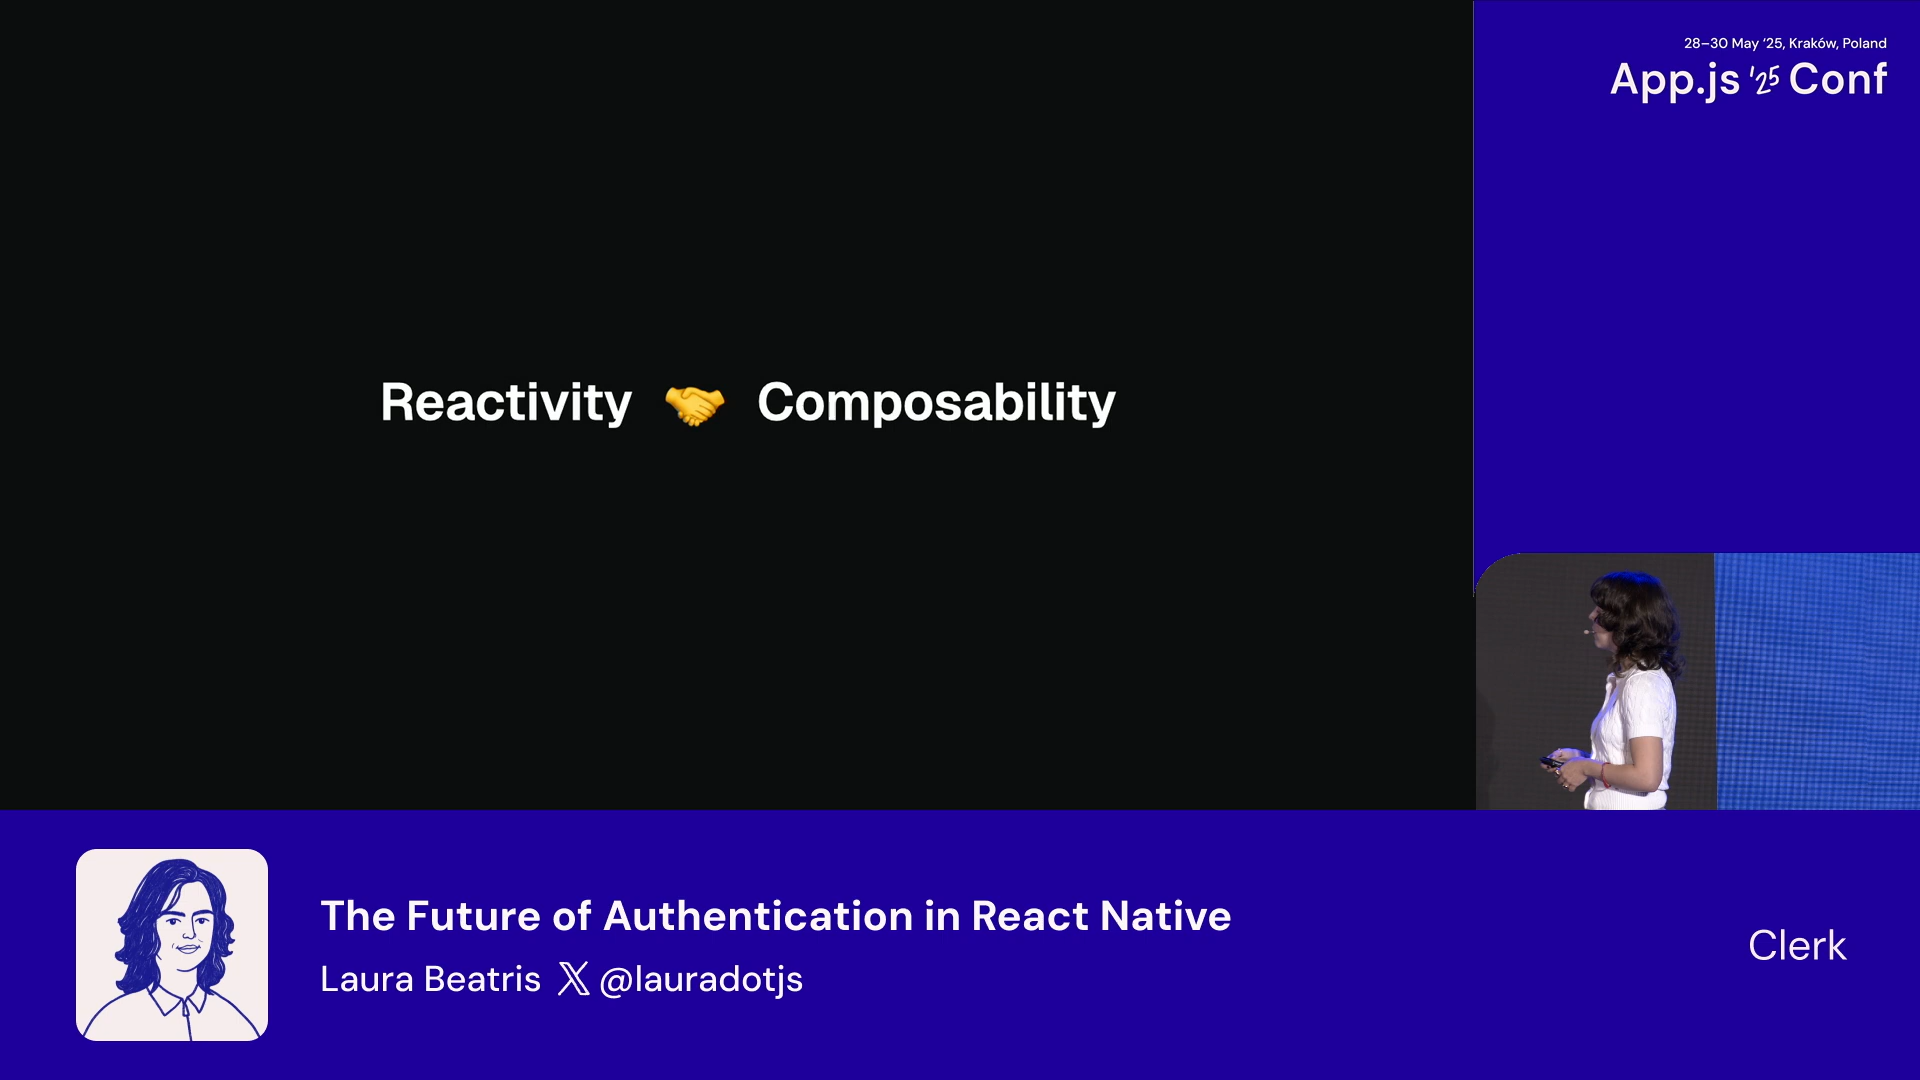 28–30 May ‘25, Kraków, Poland
App.js '25 Conf
Reactivity 🤝 Composability
The Future of Authentication in React Native
Laura Beatris 𝕏 @lauradotjs
Clerk